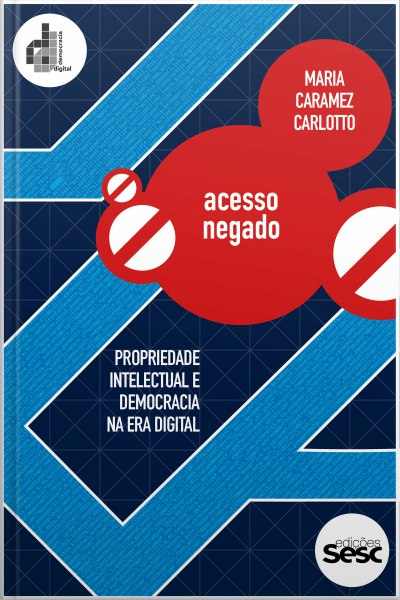 democracia
digital
MARIA
CARAMEZ
CARLOTTO
acesso
negado
PROPRIEDADE
INTELECTUAL E
DEMOCRACIA
NA ERA DIGITAL
edições
sesc